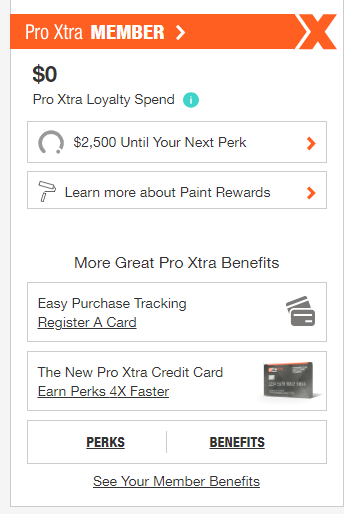 Pro Xtra MEMBER
$0
Pro Xtra Loyalty Spend
$2,500 Until Your Next Perk
Learn more about Paint Rewards
More Great Pro Xtra Benefits
Easy Purchase Tracking
Register A Card
The New Pro Xtra Credit Card
Earn Perks 4X Faster
PERKS
BENEFITS
See Your Member Benefits